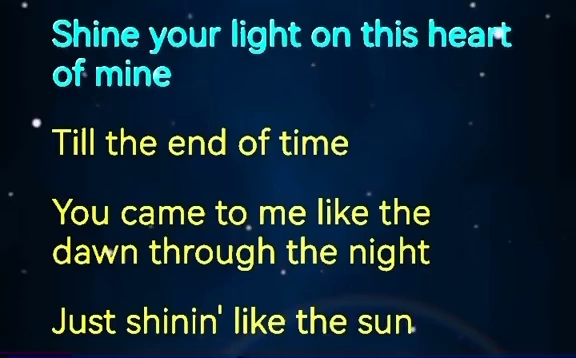 Shine your light on this heart
of mine
Till the end of time
You came to me like the
dawn through the night
Just shinin' like the sun